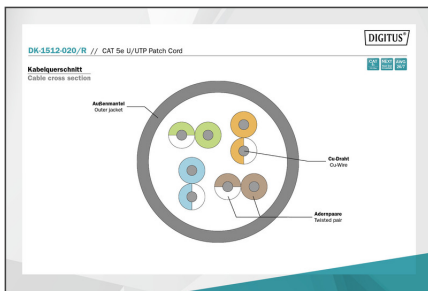 DIGITUS®
DK-1512-020/R // CAT 5e U/UTP Patch Cord
Kabelquerschnitt
Cable cross section
Außenmantel
Outer jacket
Cu-Draht
Cu-Wire
Adernpaare
Twisted pair